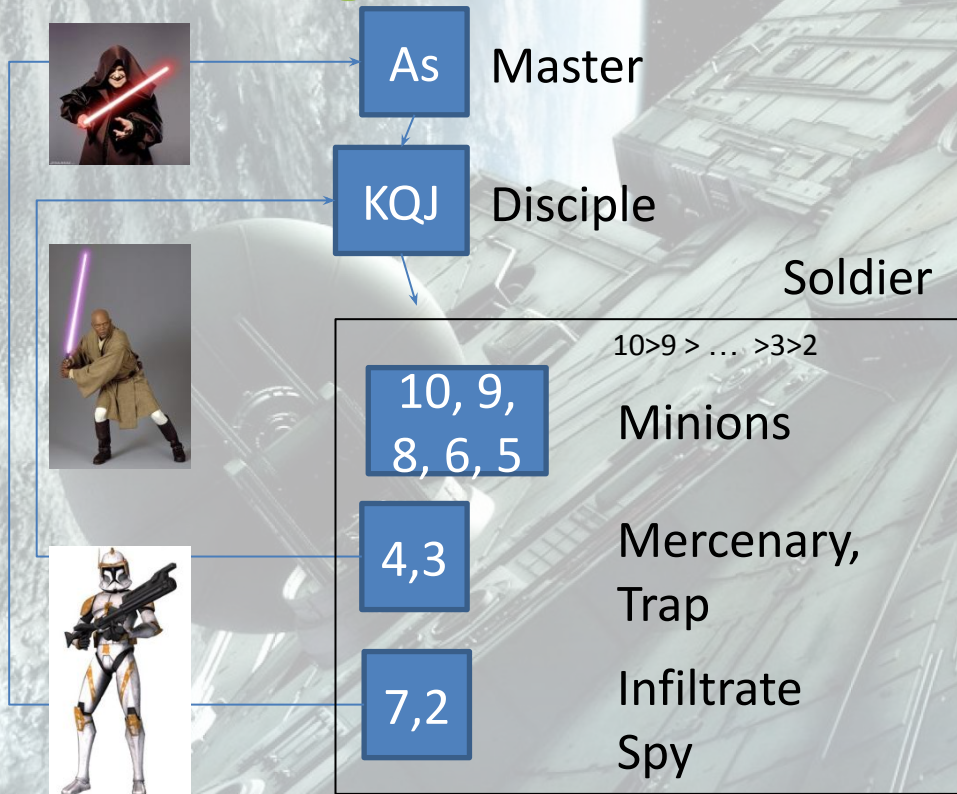 As
Master
KQJ
Disciple
Soldier
10>9 > … >3>2
10, 9,
8, 6, 5
Minions
4,3
Mercenary,
Trap
7,2
Infiltrate
Spy